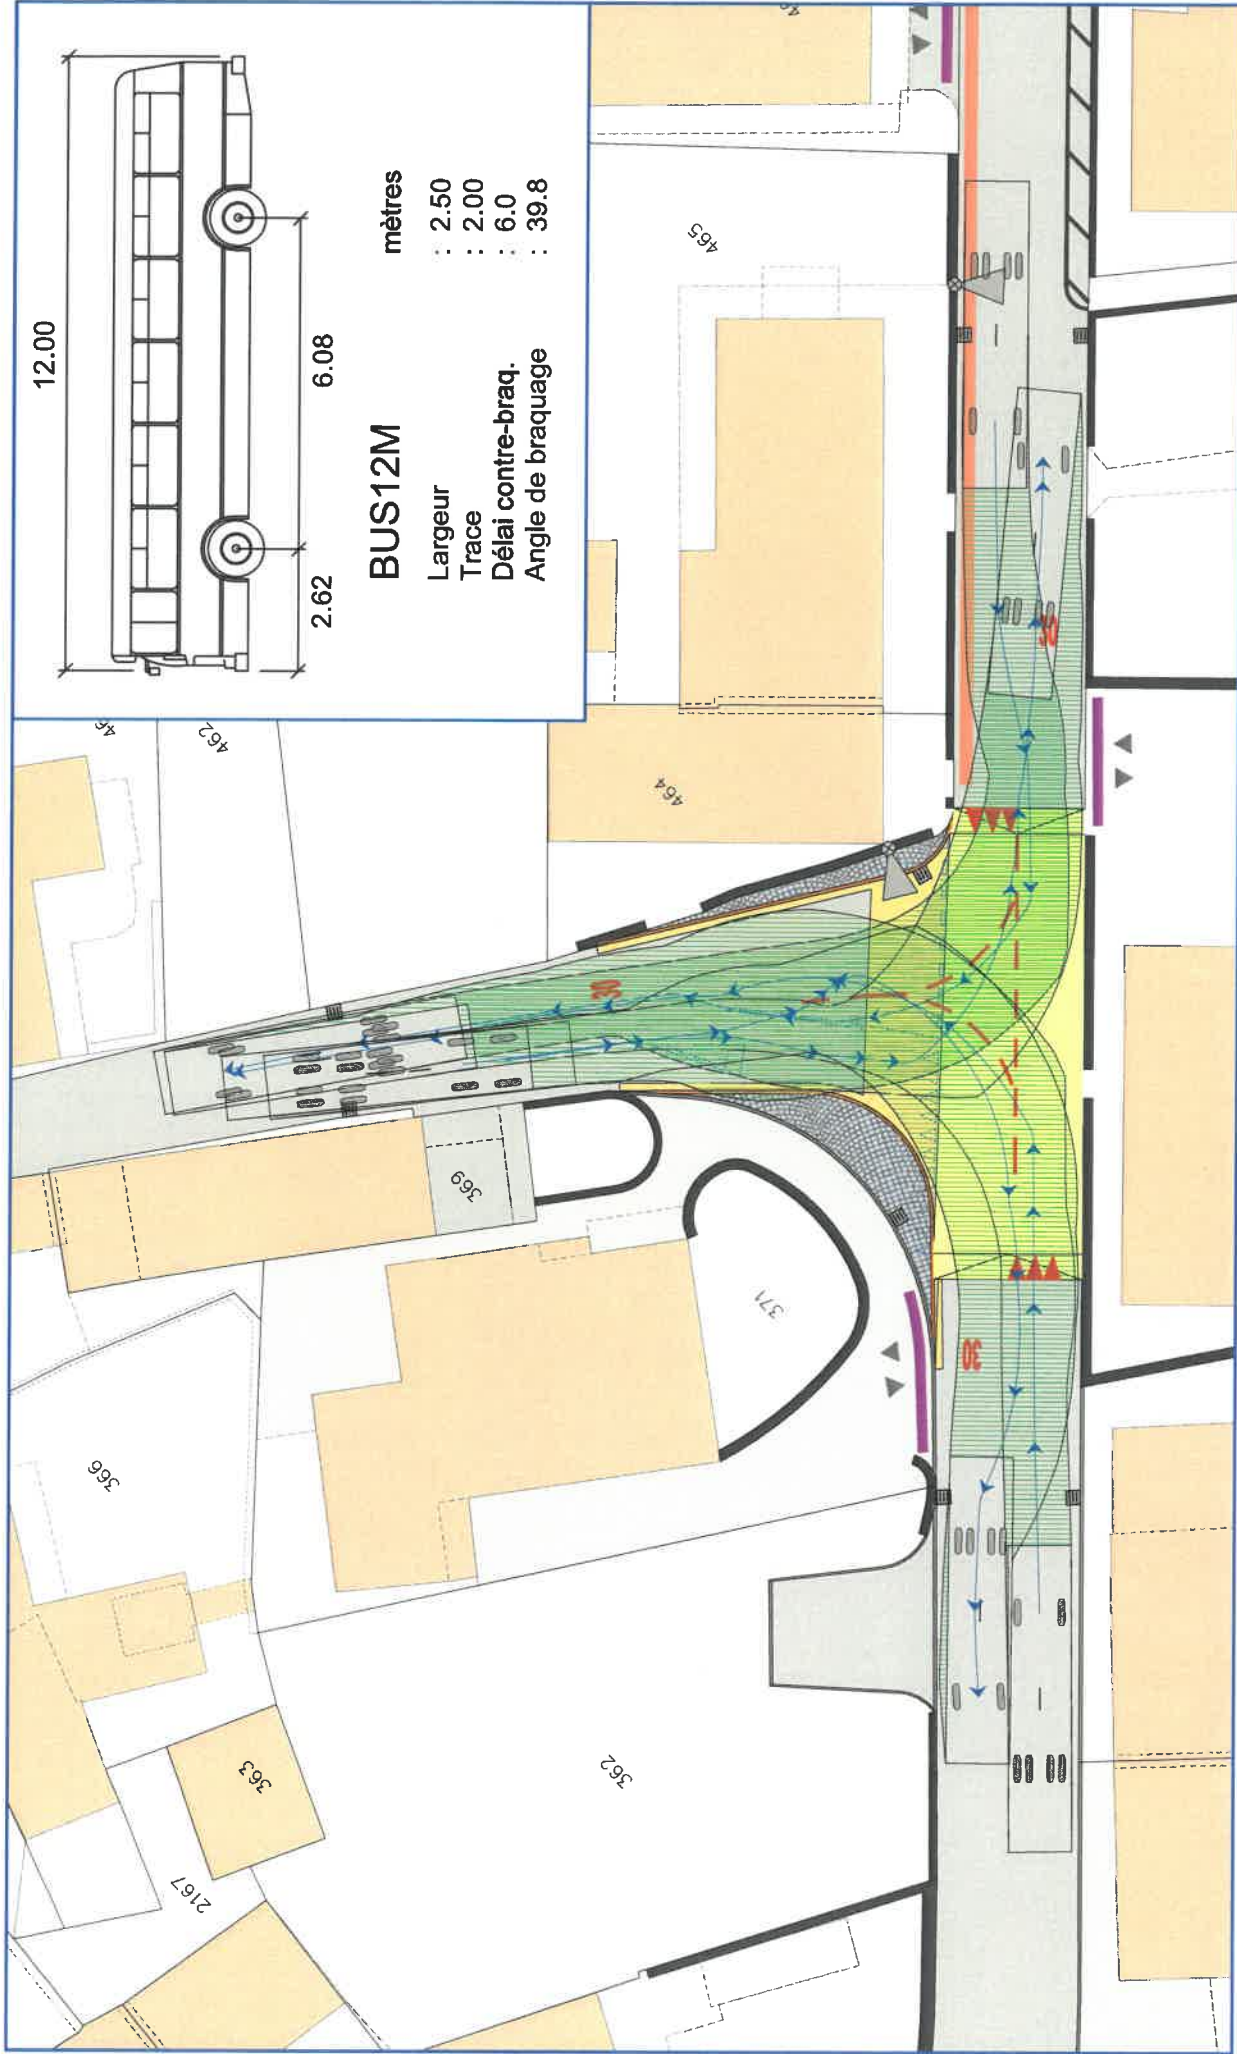 12.00
2.62
6.08
BUS12M
mètres
Largeur : 2.50
Trace : 2.00
Délai contre-braq. : 6.0
Angle de braquage : 39.8
465
462
464
369
371
366
363
2167
362
30
30
30